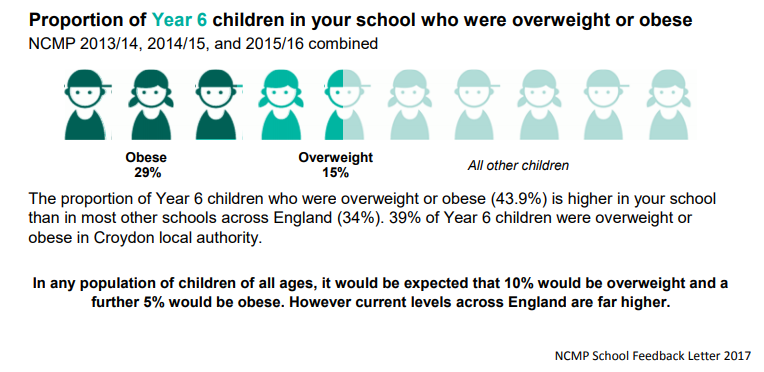 Proportion of Year 6 children in your school who were overweight or obese
NCMP 2013/14, 2014/15, and 2015/16 combined
Obese
29%
Overweight
15%
All other children
The proportion of Year 6 children who were overweight or obese (43.9%) is higher in your school
than in most other schools across England (34%). 39% of Year 6 children were overweight or
obese in Croydon local authority.
In any population of children of all ages, it would be expected that 10% would be overweight and a
further 5% would be obese. However current levels across England are far higher.
NCMP School Feedback Letter 2017